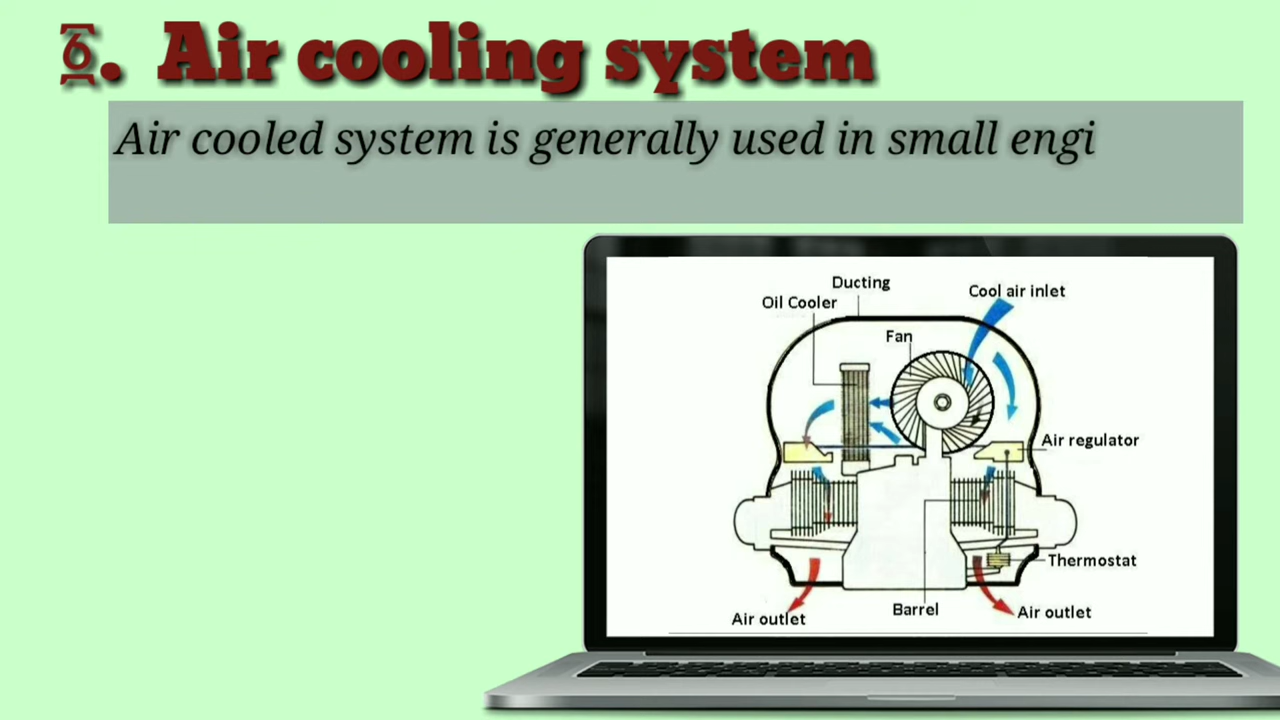 6. Air cooling system
Air cooled system is generally used in small engi
Ducting
Oil Cooler
Cool air inlet
Fan
Air regulator
Thermostat
Barrel
Air outlet
Air outlet